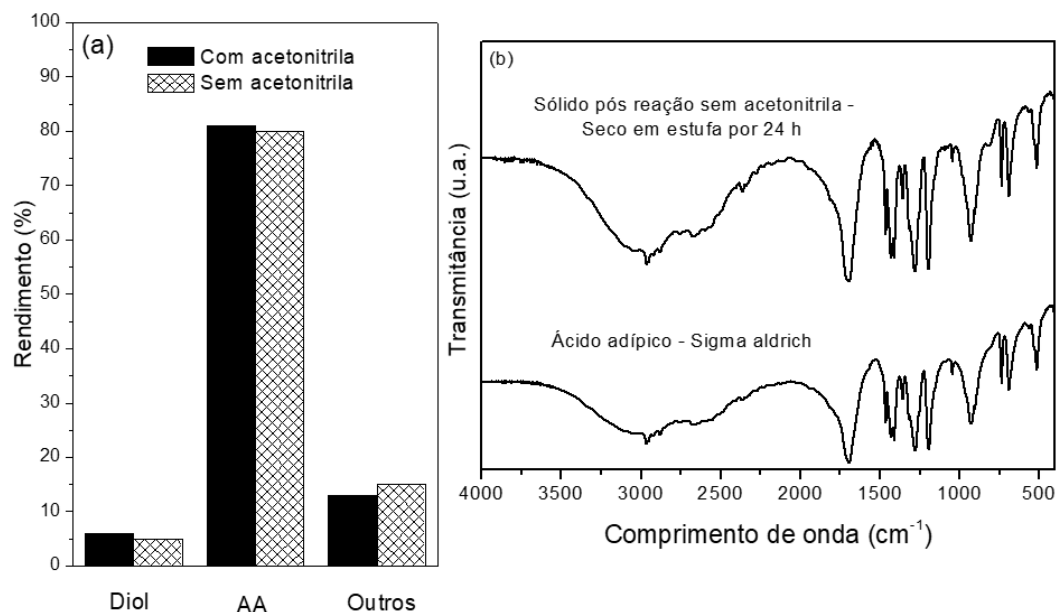 (a)
Com acetonitrila
Sem acetonitrila
Rendimento (%)
100
90
80
70
60
50
40
30
20
10
0
Diol
AA
Outros
(b)
Sólido pós reação sem acetonitrila -
Seco em estufa por 24 h
Ácido adípico - Sigma aldrich
Transmitância (u.a.)
4000
3500
3000
2500
2000
1500
1000
500
Comprimento de onda (cm⁻¹)